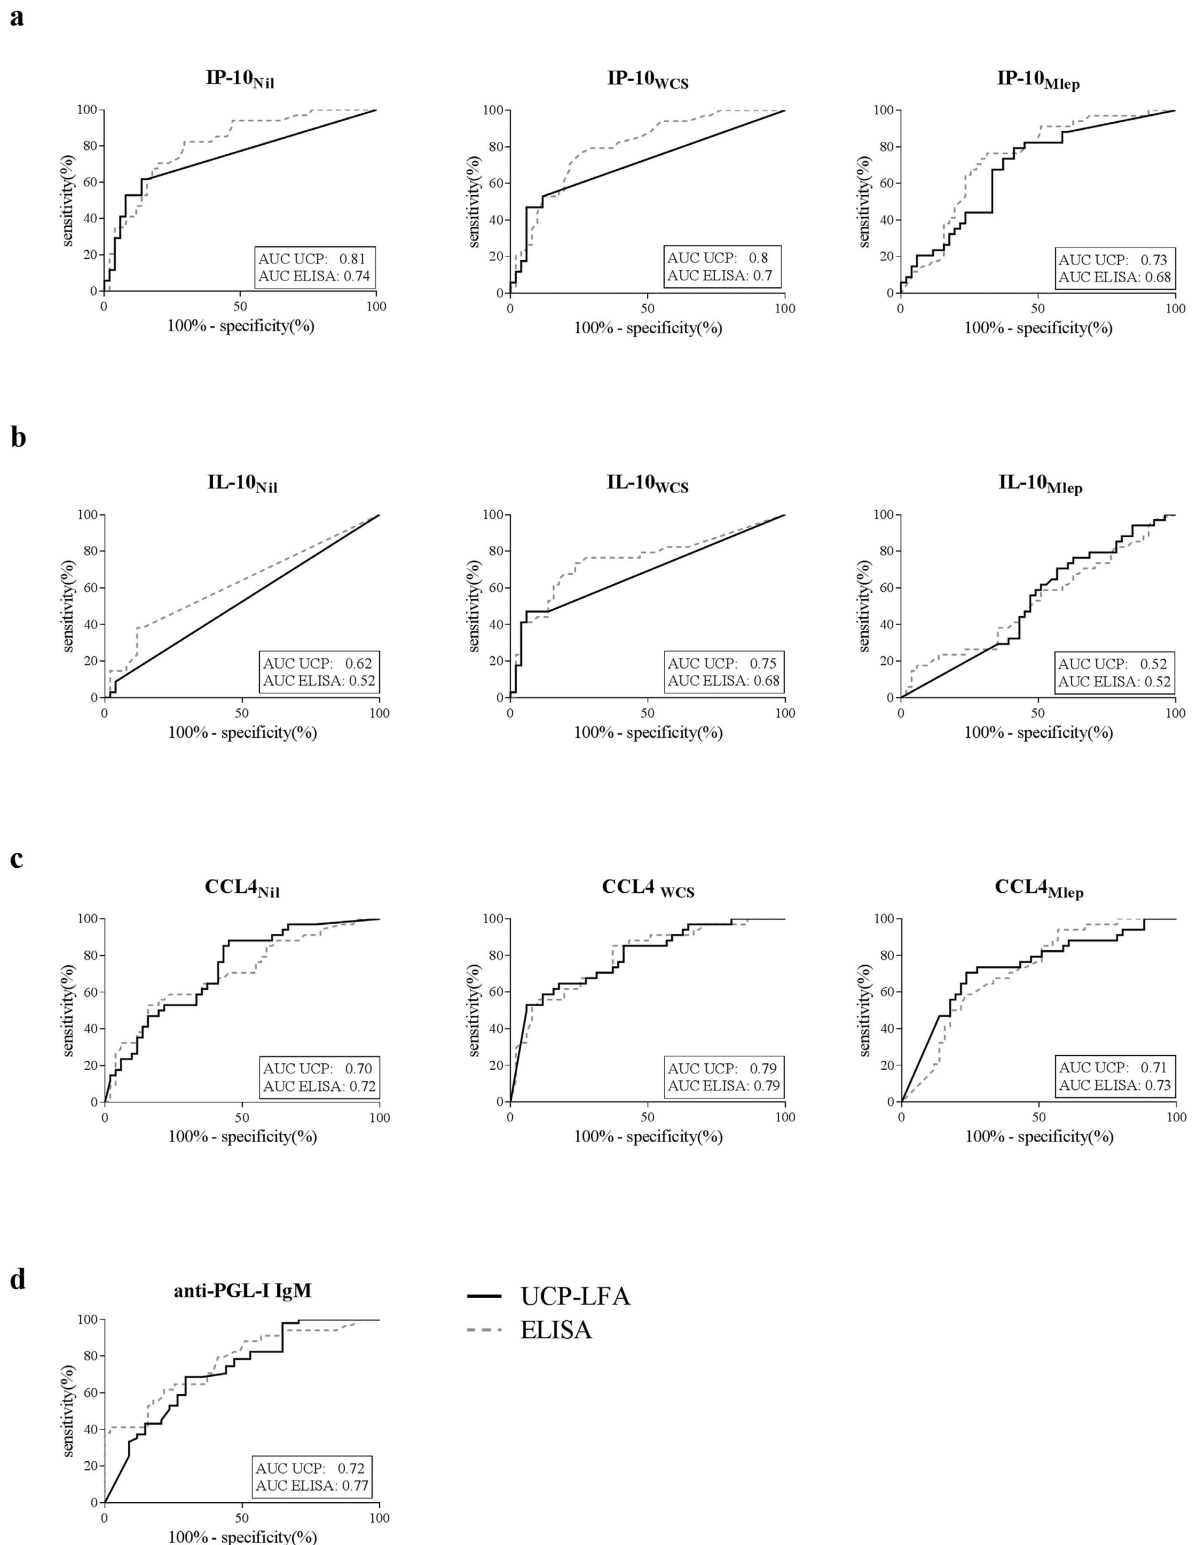 a
IP-10Nil
IP-10WCS
IP-10Mlep
100
80
60
40
20
0
sensitivity(%)
AUC UCP: 0.81
AUC ELISA: 0.74
0 50 100
100% - specificity(%)
100
80
60
40
20
0
sensitivity(%)
AUC UCP: 0.8
AUC ELISA: 0.7
0 50 100
100% - specificity(%)
100
80
60
40
20
0
sensitivity(%)
AUC UCP: 0.73
AUC ELISA: 0.68
0 50 100
100% - specificity(%)
b
IL-10Nil
IL-10WCS
IL-10Mlep
100
80
60
40
20
0
sensitivity(%)
AUC UCP: 0.62
AUC ELISA: 0.52
0 50 100
100% - specificity(%)
100
80
60
40
20
0
sensitivity(%)
AUC UCP: 0.75
AUC ELISA: 0.68
0 50 100
100% - specificity(%)
100
80
60
40
20
0
sensitivity(%)
AUC UCP: 0.52
AUC ELISA: 0.52
0 50 100
100% - specificity(%)
c
CCL4Nil
CCL4 WCS
CCL4Mlep
100
80
60
40
20
0
sensitivity(%)
AUC UCP: 0.70
AUC ELISA: 0.72
0 50 100
100% - specificity(%)
100
80
60
40
20
0
sensitivity(%)
AUC UCP: 0.79
AUC ELISA: 0.79
0 50 100
100% - specificity(%)
100
80
60
40
20
0
sensitivity(%)
AUC UCP: 0.71
AUC ELISA: 0.73
0 50 100
100% - specificity(%)
d
anti-PGL-I IgM
100
80
60
40
20
0
sensitivity(%)
AUC UCP: 0.72
AUC ELISA: 0.77
0 50 100
100% - specificity(%)
UCP-LFA
ELISA